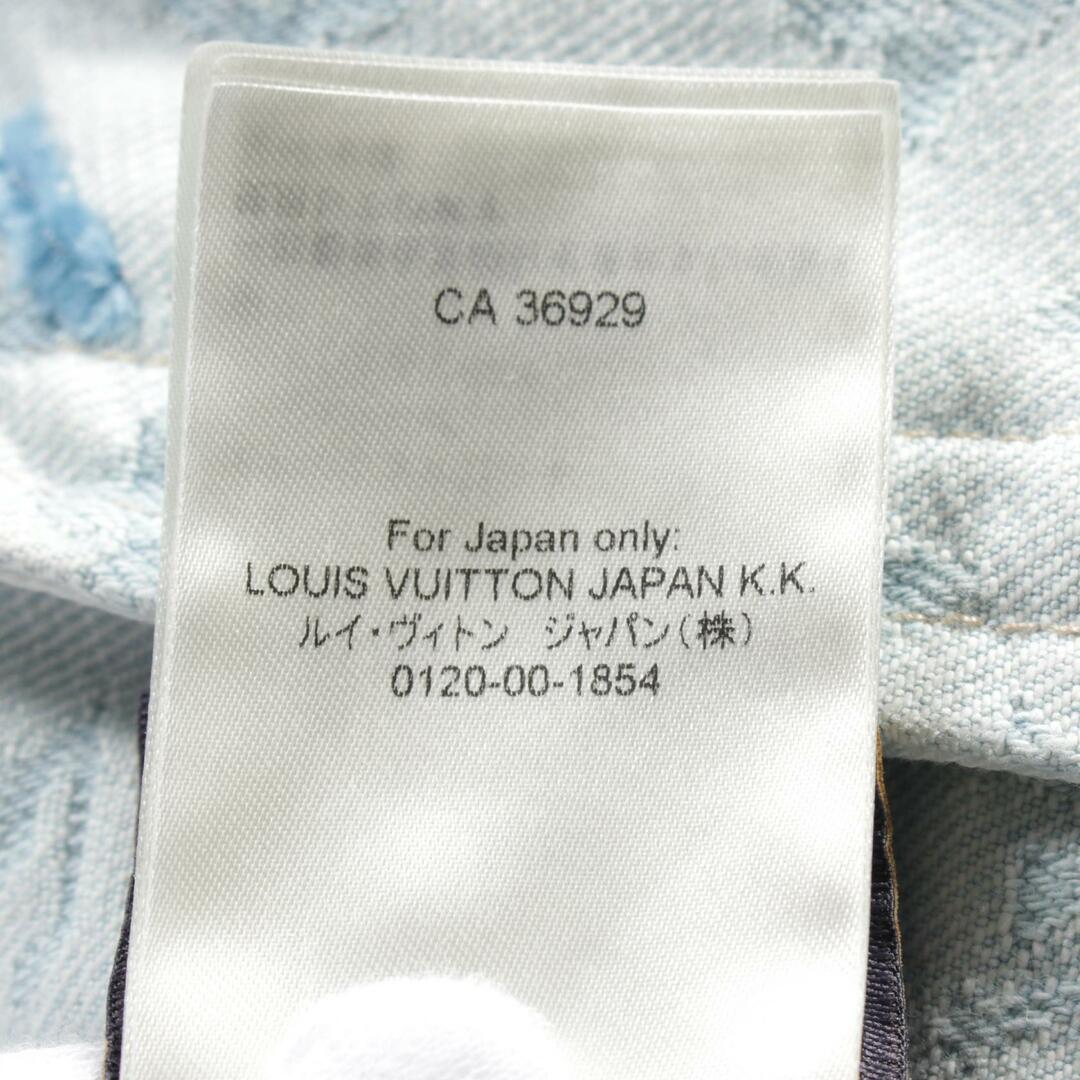 CA 36929
For Japan only:
LOUIS VUITTON JAPAN K.K.
ルイ・ヴィトン　ジャパン(株)
0120-00-1854